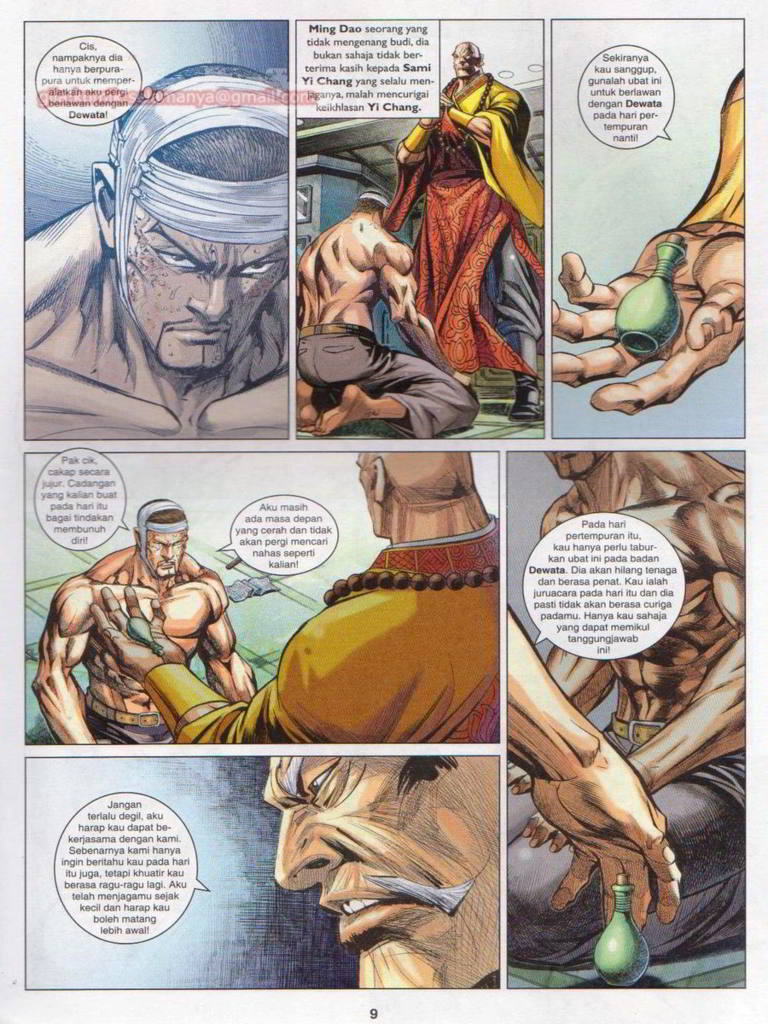 Cis,
nampaknya dia
hanya berpura-
pura untuk memper-
alatkan aku pergi
berlawan dengan
Dewata!
Ming Dao seorang yang
tidak mengenang budi, dia
bukan sahaja tidak ber-
terima kasih kepada Sami
Yi Chang yang selalu men-
jaganya, malah mencurigai
keikhlasan Yi Chang.
Sekiranya
kau sanggup,
gunalah ubat ini
untuk berlawan
dengan Dewata
pada hari per-
tempuran
nanti!
Pak cik,
cakap secara
jujur. Cadangan
yang kalian buat
pada hari itu
bagai tindakan
membunuh
diri!
Aku masih
ada masa depan
yang cerah dan tidak
akan pergi mencari
nahas seperti
kalian!
Pada hari
pertempuran itu,
kau hanya perlu tabur-
kan ubat ini pada badan
Dewata. Dia akan hilang tenaga
dan berasa penat. Kau ialah
juruacara pada hari itu dan dia
pasti tidak akan berasa curiga
padamu. Hanya kau sahaja
yang dapat memikul
tanggungjawab
ini!
Jangan
terlalu degil, aku
harap kau dapat be-
kerjasama dengan kami.
Sebenarnya kami hanya
ingin beritahu kau pada hari
itu juga, tetapi khuatir kau
berasa ragu-ragu lagi. Aku
telah menjagamu sejak
kecil dan harap kau
boleh matang
lebih awal!
9